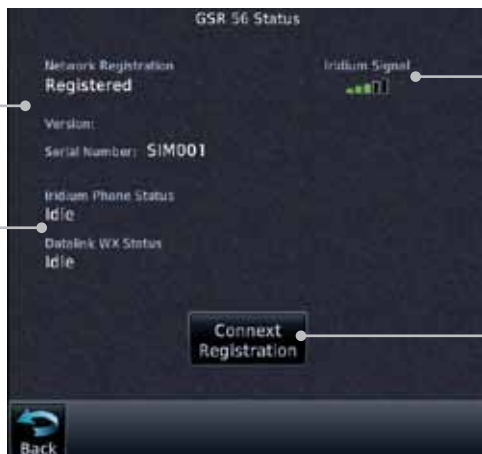 GSR 56 Status
Network Registration
Registered
Iridium Signal
Version:
Serial Number: SIM001
Iridium Phone Status
Idle
Datalink WX Status
Idle
Connext
Registration
Back